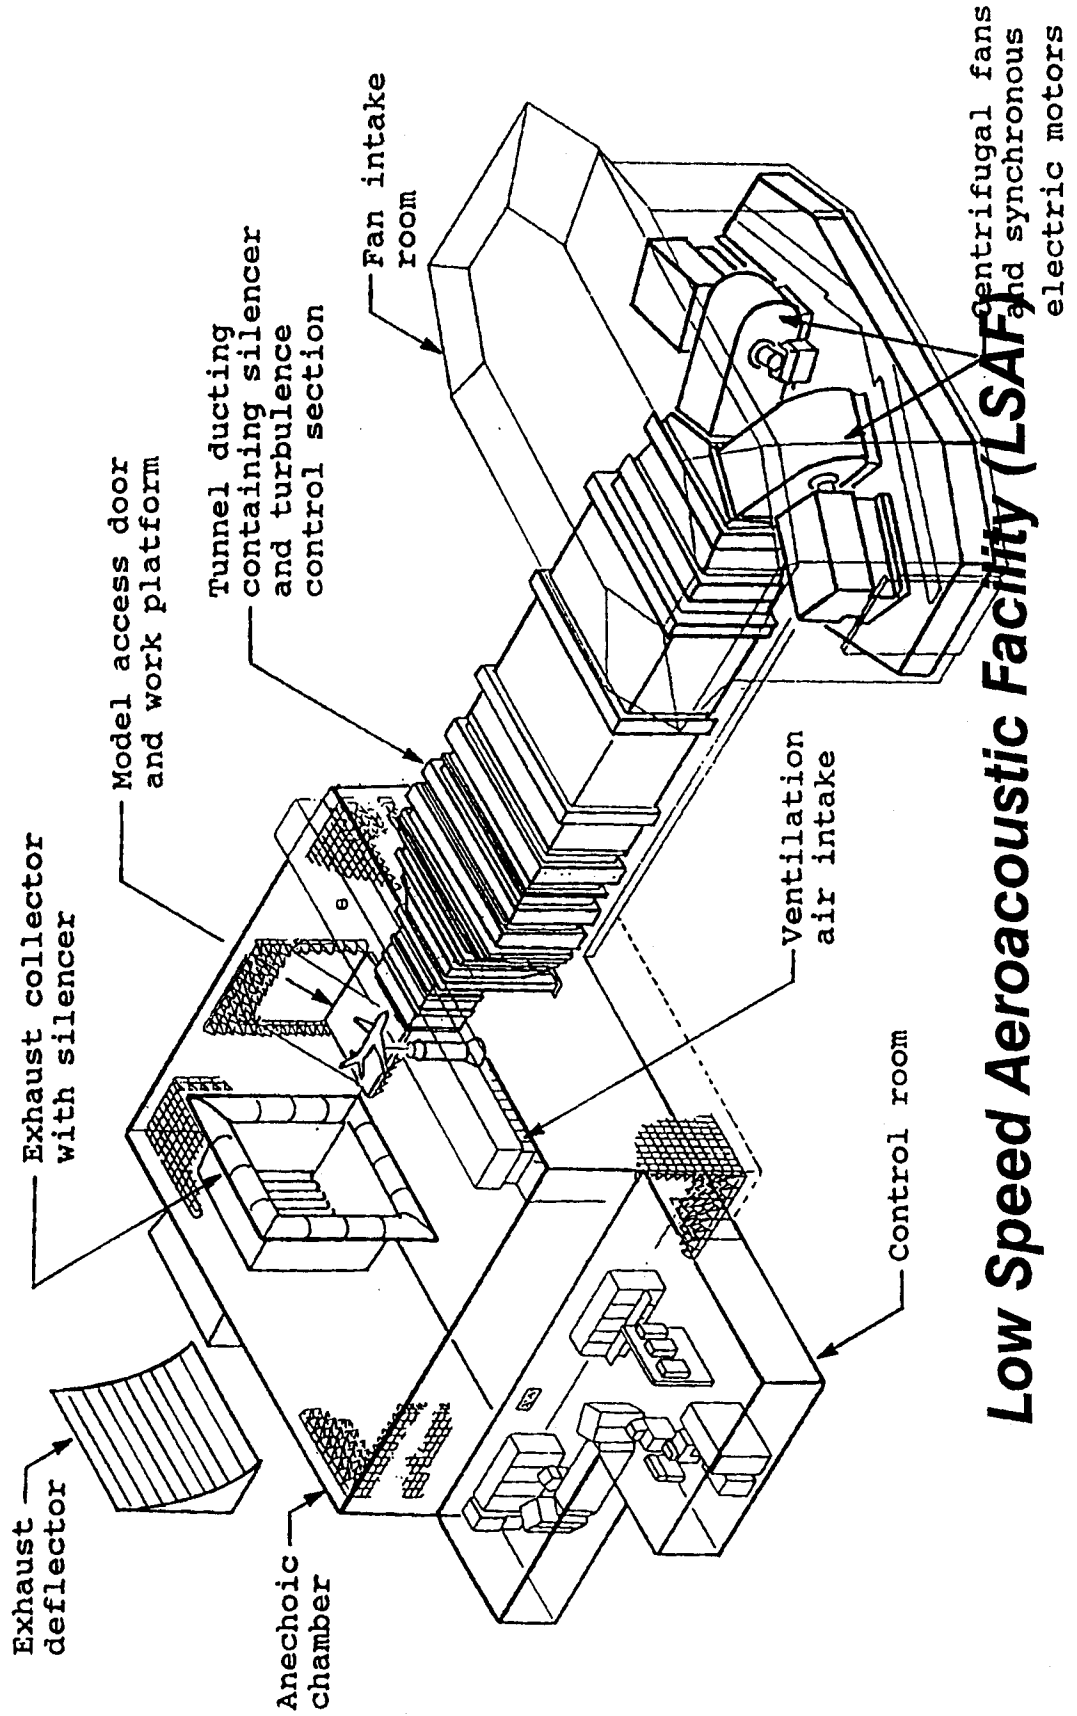 Exhaust
deflector
Exhaust collector
with silencer
Model access door
and work platform
Tunnel ducting
containing silencer
and turbulence
control section
Fan intake
room
Anechoic
chamber
Ventilation
air intake
Control room
Centrifugal fans
and synchronous
electric motors
Low Speed Aeroacoustic Facility (LSAF)